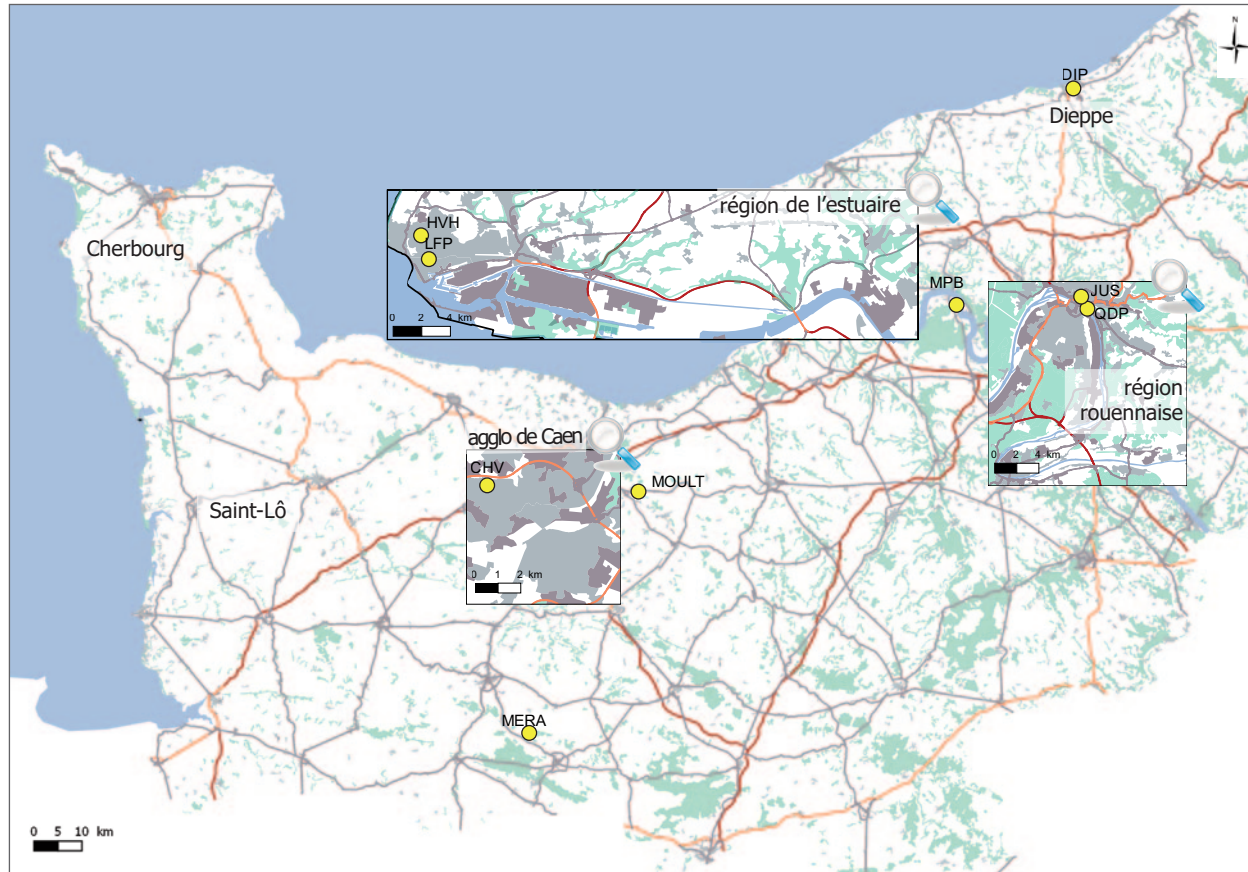 N
DIP
Dieppe
région de l'estuaire
HVH
LFP
0 2 4 km
Cherbourg
MPB
JUS
QDP
région
rouennaise
0 2 4 km
agglo de Caen
CHV
MOULT
0 1 2 km
Saint-Lô
MERA
0 5 10 km